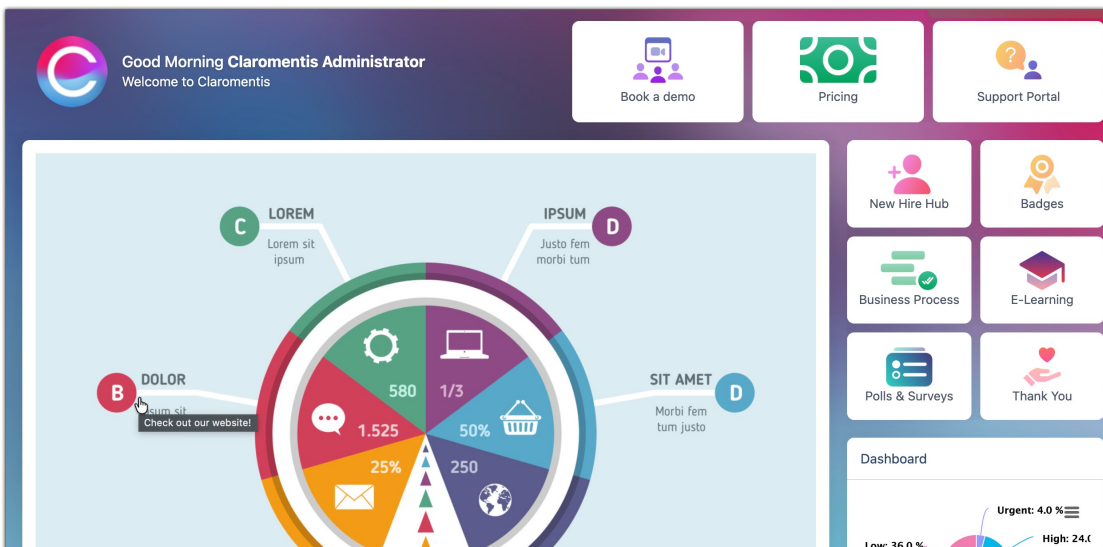 Good Morning Claromentis Administrator
Welcome to Claromentis
Book a demo
Pricing
Support Portal
New Hire Hub
Badges
Business Process
E-Learning
Polls & Surveys
Thank You
C
LOREM
Lorem sit
ipsum
IPSUM
D
Justo fem
morbi tum
B
DOLOR
Check out our website!
SIT AMET
D
Morbi fem
tum justo
580
1/3
1.525
50%
25%
250
Dashboard
Urgent: 4.0 %
Low: 36.0 %
High: 24.0